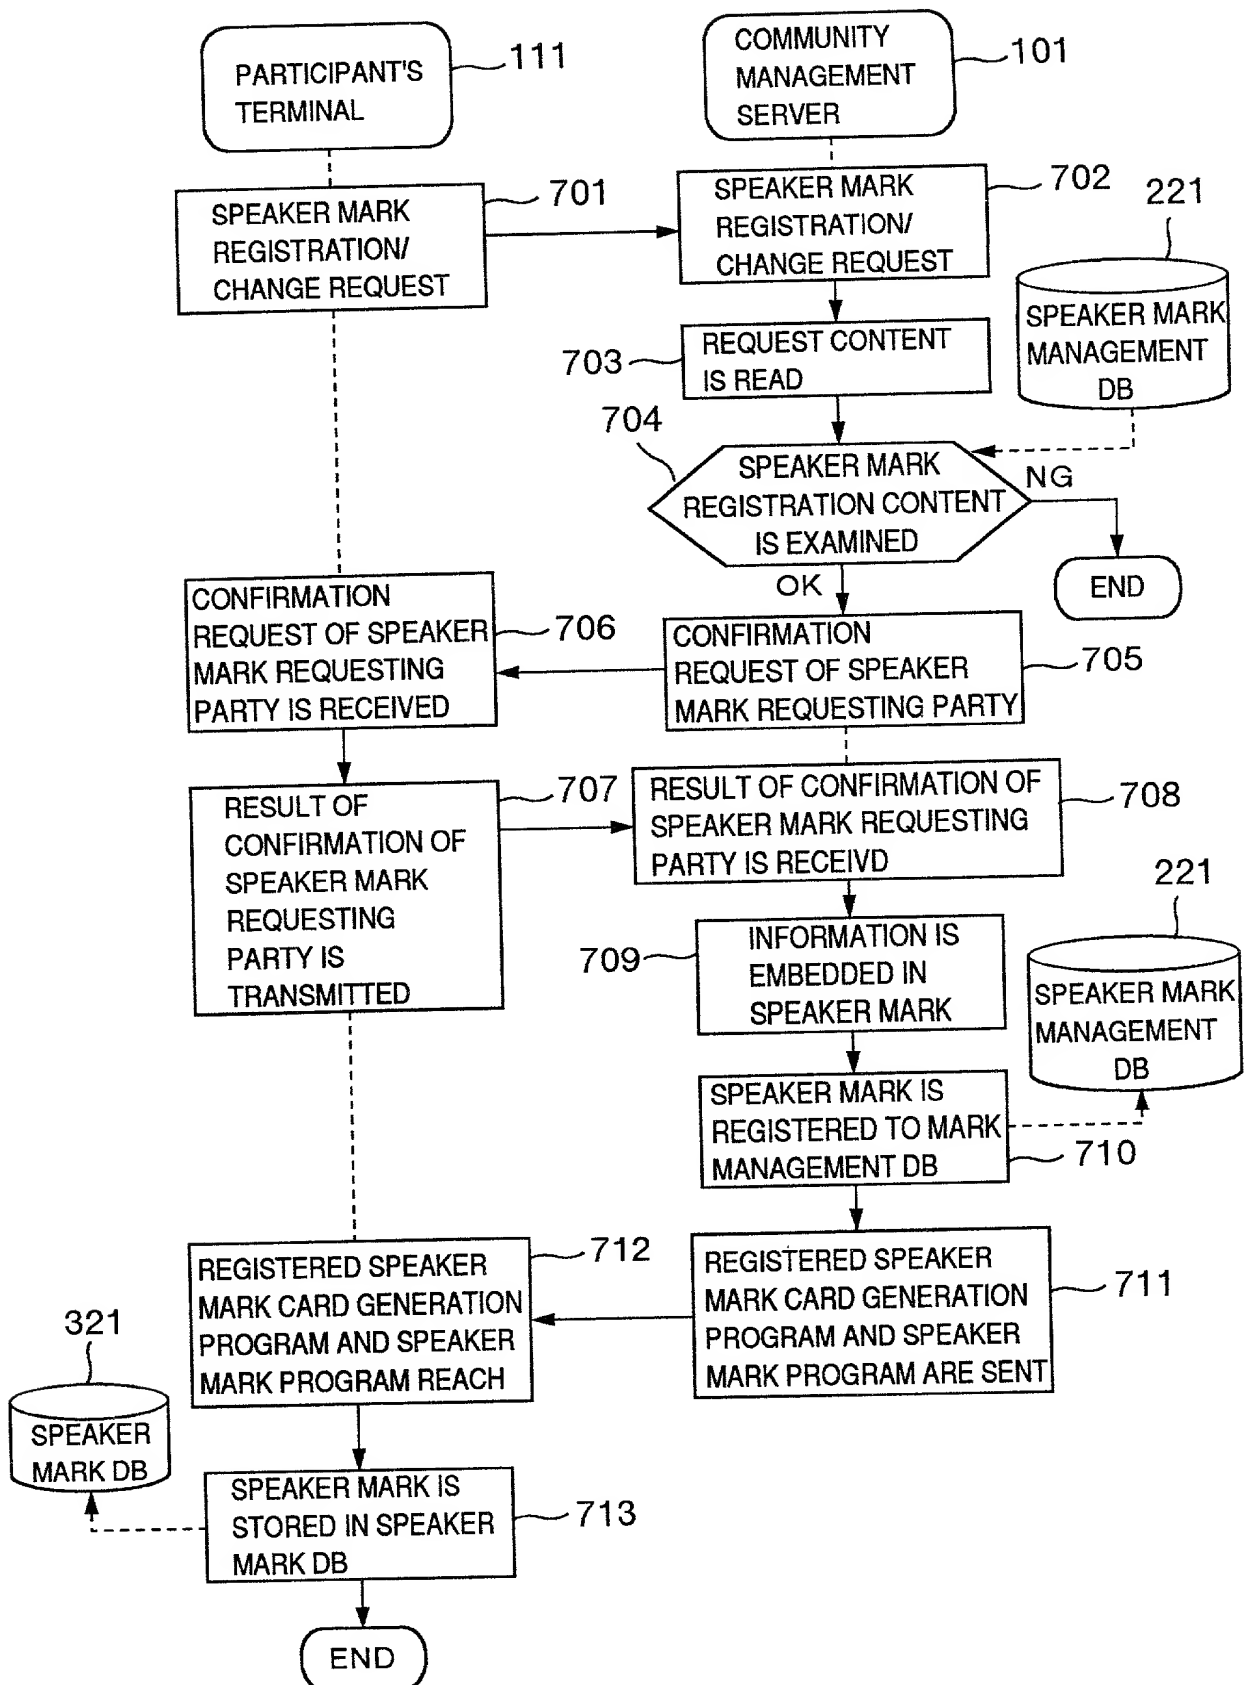 PARTICIPANT'S
TERMINAL
111
COMMUNITY
MANAGEMENT
SERVER
101
SPEAKER MARK
REGISTRATION/
CHANGE REQUEST
701
SPEAKER MARK
REGISTRATION/
CHANGE REQUEST
702
221
SPEAKER MARK
MANAGEMENT
DB
703
REQUEST CONTENT
IS READ
704
SPEAKER MARK
REGISTRATION CONTENT
IS EXAMINED
NG
END
OK
CONFIRMATION
REQUEST OF SPEAKER
MARK REQUESTING
PARTY IS RECEIVED
706
CONFIRMATION
REQUEST OF SPEAKER
MARK REQUESTING PARTY
705
RESULT OF
CONFIRMATION OF
SPEAKER MARK
REQUESTING
PARTY IS
TRANSMITTED
707
RESULT OF CONFIRMATION OF
SPEAKER MARK REQUESTING
PARTY IS RECEIVD
708
221
SPEAKER MARK
MANAGEMENT
DB
709
INFORMATION IS
EMBEDDED IN
SPEAKER MARK
SPEAKER MARK IS
REGISTERED TO MARK
MANAGEMENT DB
710
REGISTERED SPEAKER
MARK CARD GENERATION
PROGRAM AND SPEAKER
MARK PROGRAM REACH
712
REGISTERED SPEAKER
MARK CARD GENERATION
PROGRAM AND SPEAKER
MARK PROGRAM ARE SENT
711
321
SPEAKER
MARK DB
SPEAKER MARK IS
STORED IN SPEAKER
MARK DB
713
END